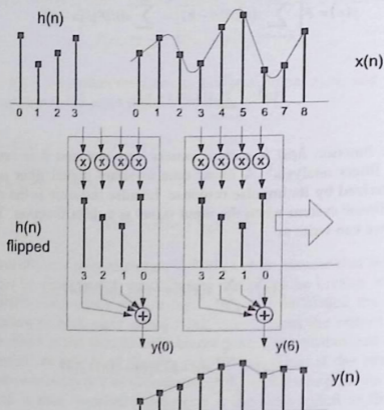 h(n)
x(n)
0 1 2 3
0 1 2 3 4 5 6 7 8
x x x x
x x x x
h(n)
flipped
3 2 1 0
3 2 1 0
+
+
y(0)
y(6)
y(n)